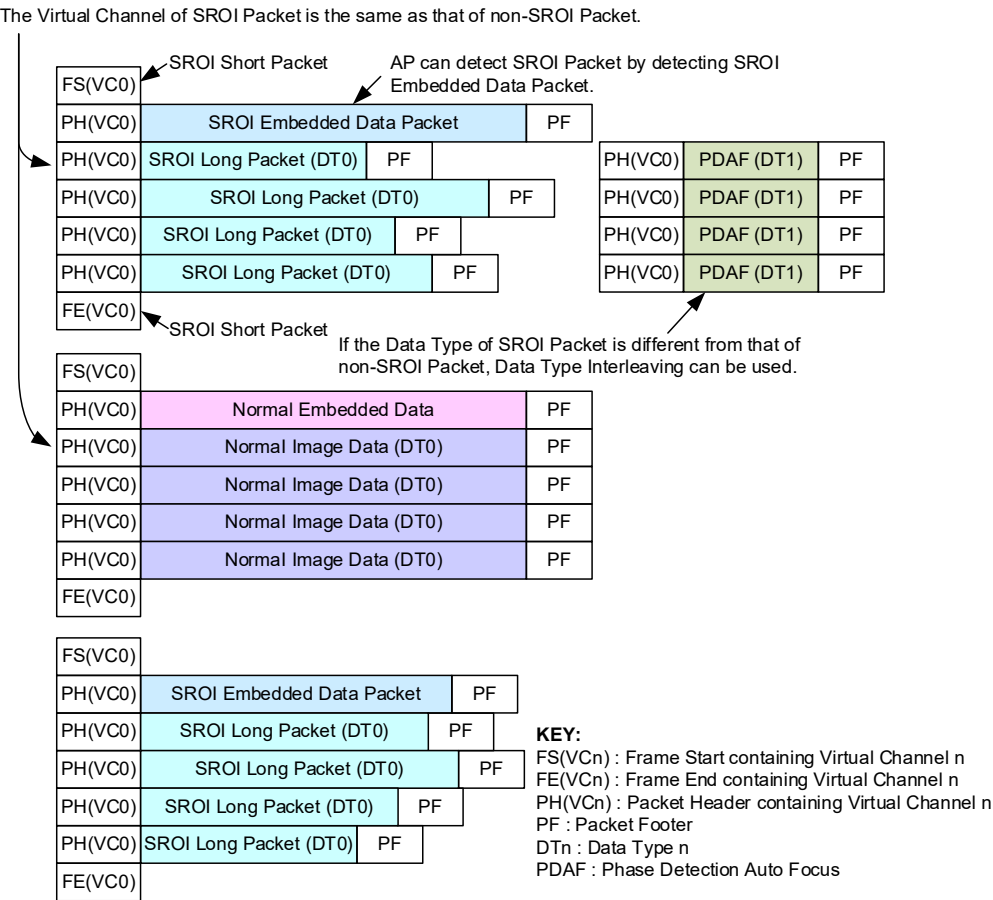 The Virtual Channel of SROI Packet is the same as that of non-SROI Packet.
SROI Short Packet
AP can detect SROI Packet by detecting SROI
Embedded Data Packet.
FS(VC0)
PH(VC0) SROI Embedded Data Packet PF
PH(VC0) SROI Long Packet (DT0) PF PH(VC0) PDAF (DT1) PF
PH(VC0) SROI Long Packet (DT0) PF PH(VC0) PDAF (DT1) PF
PH(VC0) SROI Long Packet (DT0) PF PH(VC0) PDAF (DT1) PF
PH(VC0) SROI Long Packet (DT0) PF PH(VC0) PDAF (DT1) PF
FE(VC0)
SROI Short Packet
If the Data Type of SROI Packet is different from that of
non-SROI Packet, Data Type Interleaving can be used.
FS(VC0)
PH(VC0) Normal Embedded Data PF
PH(VC0) Normal Image Data (DT0) PF
PH(VC0) Normal Image Data (DT0) PF
PH(VC0) Normal Image Data (DT0) PF
PH(VC0) Normal Image Data (DT0) PF
FE(VC0)
FS(VC0)
PH(VC0) SROI Embedded Data Packet PF
PH(VC0) SROI Long Packet (DT0) PF
PH(VC0) SROI Long Packet (DT0) PF
PH(VC0) SROI Long Packet (DT0) PF
PH(VC0) SROI Long Packet (DT0) PF
FE(VC0)
KEY:
FS(VCn) : Frame Start containing Virtual Channel n
FE(VCn) : Frame End containing Virtual Channel n
PH(VCn) : Packet Header containing Virtual Channel n
PF : Packet Footer
DTn : Data Type n
PDAF : Phase Detection Auto Focus